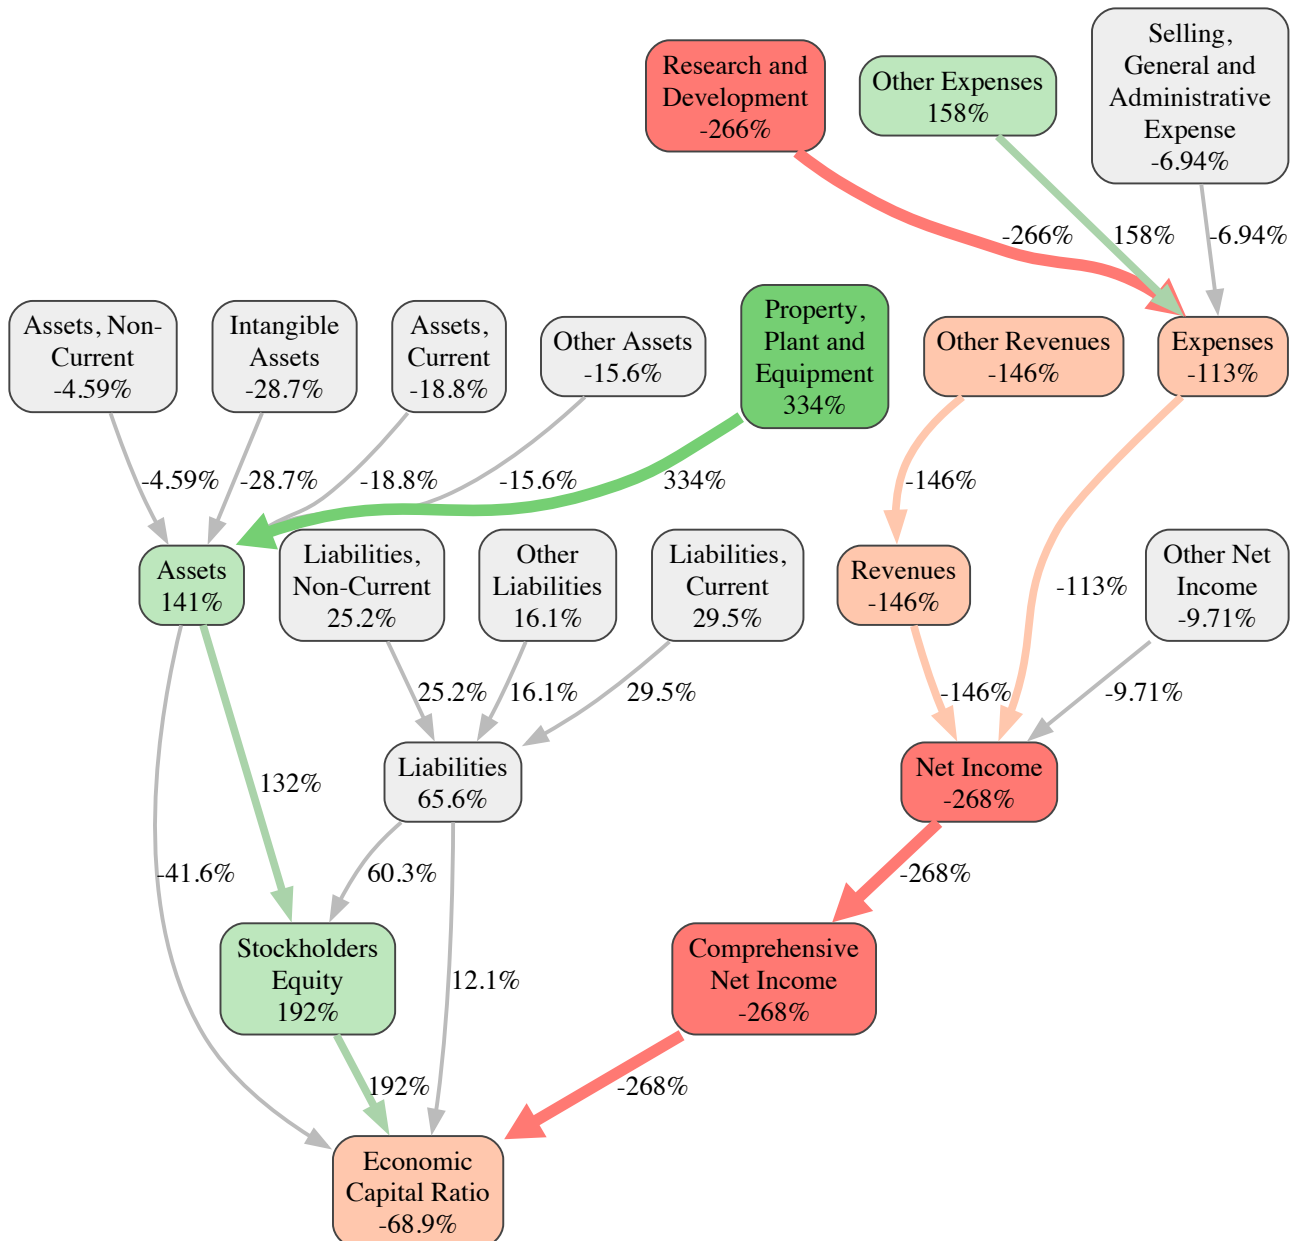 Selling,
General and
Administrative
Expense
-6.94%
Research and
Development
-266%
Other Expenses
158%
-266%
158%
-6.94%
Assets, Non-
Current
-4.59%
Intangible
Assets
-28.7%
Assets,
Current
-18.8%
Other Assets
-15.6%
Property,
Plant and
Equipment
334%
Other Revenues
-146%
Expenses
-113%
-4.59%
-28.7%
-18.8%
-15.6%
334%
-146%
-113%
Assets
141%
Liabilities,
Non-Current
25.2%
Other
Liabilities
16.1%
Liabilities,
Current
29.5%
Revenues
-146%
Other Net
Income
-9.71%
25.2%
16.1%
29.5%
-146%
-9.71%
132%
Liabilities
65.6%
Net Income
-268%
-41.6%
60.3%
-268%
Stockholders
Equity
192%
12.1%
Comprehensive
Net Income
-268%
192%
-268%
Economic
Capital Ratio
-68.9%